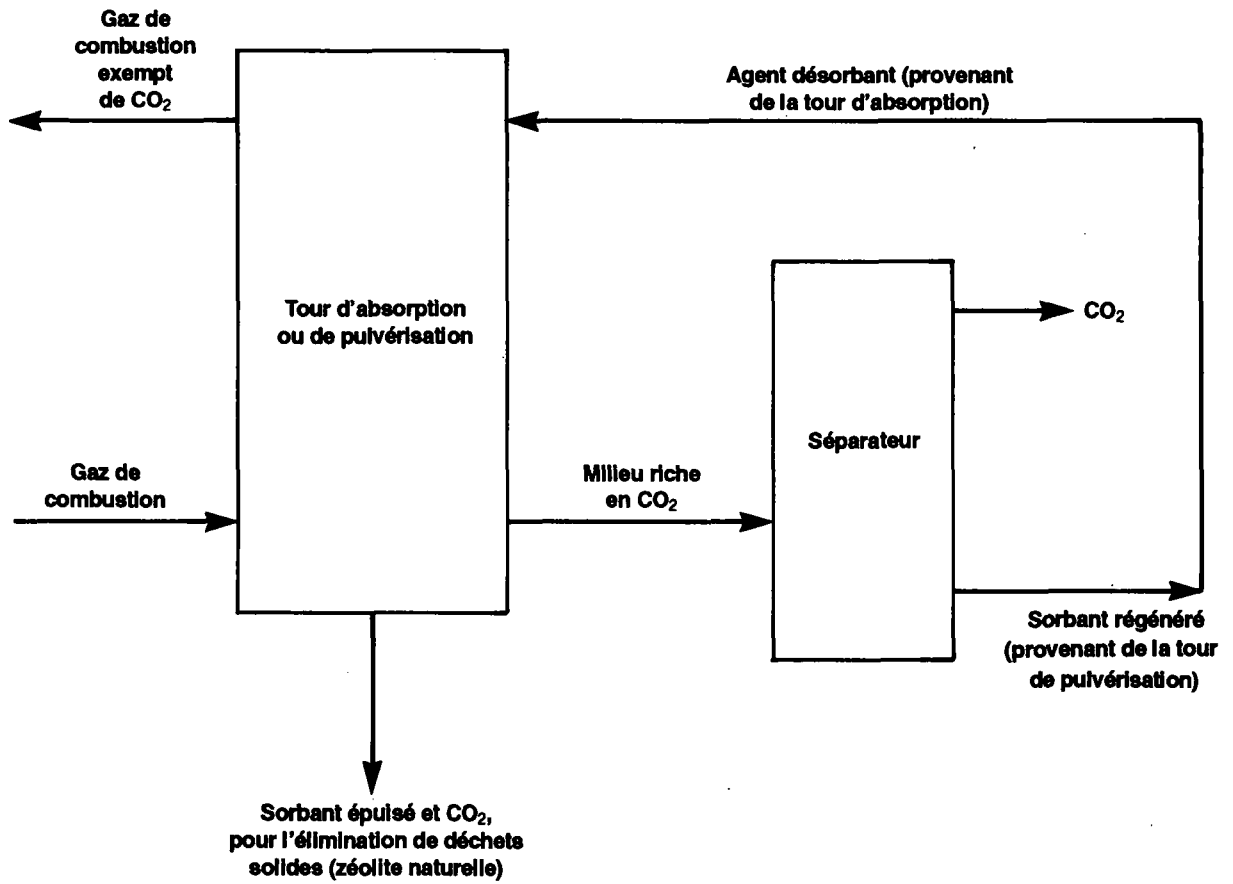 Gaz de
combustion
exempt
de CO₂
Agent désorbant (provenant
de la tour d'absorption)
Tour d'absorption
ou de pulvérisation
CO₂
Séparateur
Gaz de
combustion
Milieu riche
en CO₂
Sorbant régénéré
(provenant de la tour
de pulvérisation)
Sorbant épuisé et CO₂,
pour l'élimination de déchets
solides (zéolite naturelle)